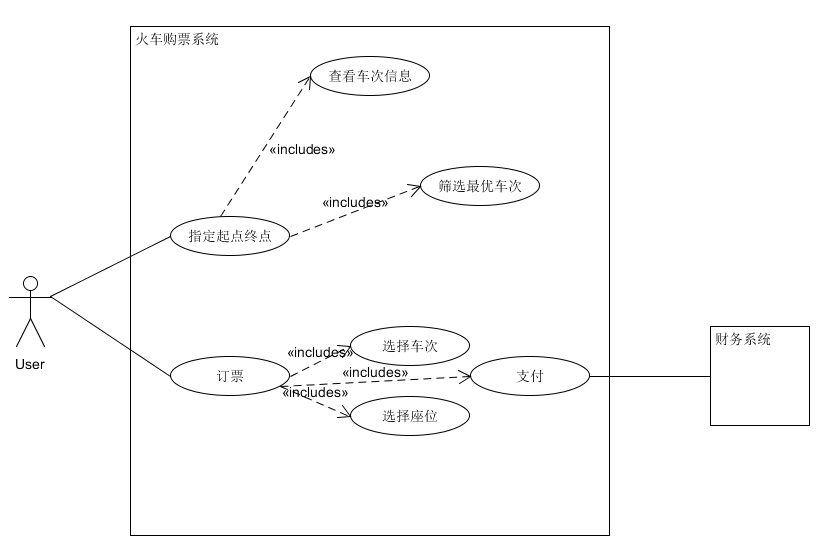 火车购票系统
查看车次信息
«includes»
筛选最优车次
«includes»
指定起点终点
User
订票
«includes»
选择车次
«includes»
支付
«includes»
选择座位
财务系统